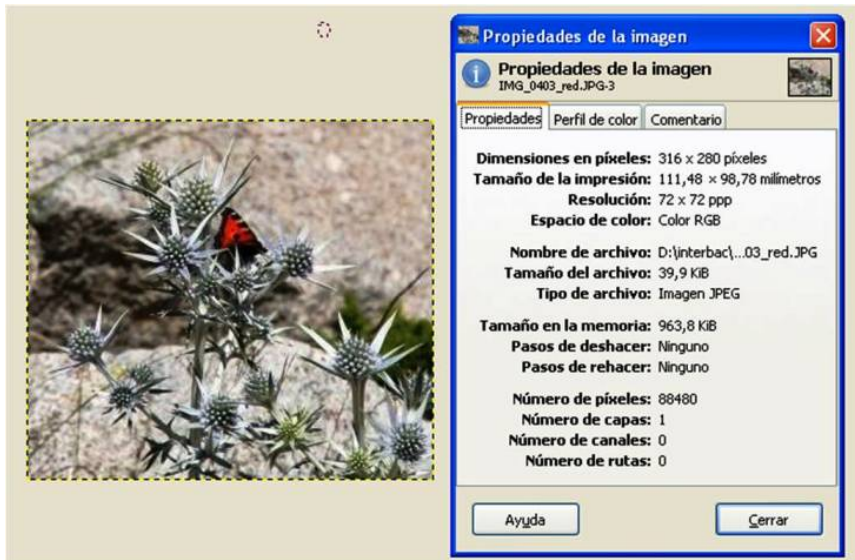 Propiedades de la imagen
Propiedades de la imagen
IMG_0403_red.JPG-3
Propiedades Perfil de color Comentario
Dimensiones en píxeles: 316 x 280 píxeles
Tamaño de la impresión: 111,48 × 98,78 milímetros
Resolución: 72 x 72 ppp
Espacio de color: Color RGB
Nombre de archivo: D:\interbac\...03_red.JPG
Tamaño del archivo: 39,9 KiB
Tipo de archivo: Imagen JPEG
Tamaño en la memoria: 963,8 KiB
Pasos de deshacer: Ninguno
Pasos de rehacer: Ninguno
Número de píxeles: 88480
Número de capas: 1
Número de canales: 0
Número de rutas: 0
Ayuda Cerrar